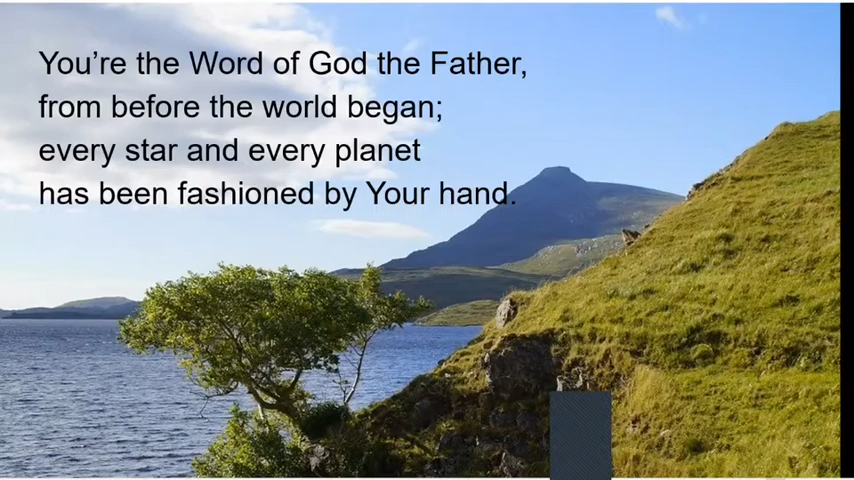 You’re the Word of God the Father,
from before the world began;
every star and every planet
has been fashioned by Your hand.